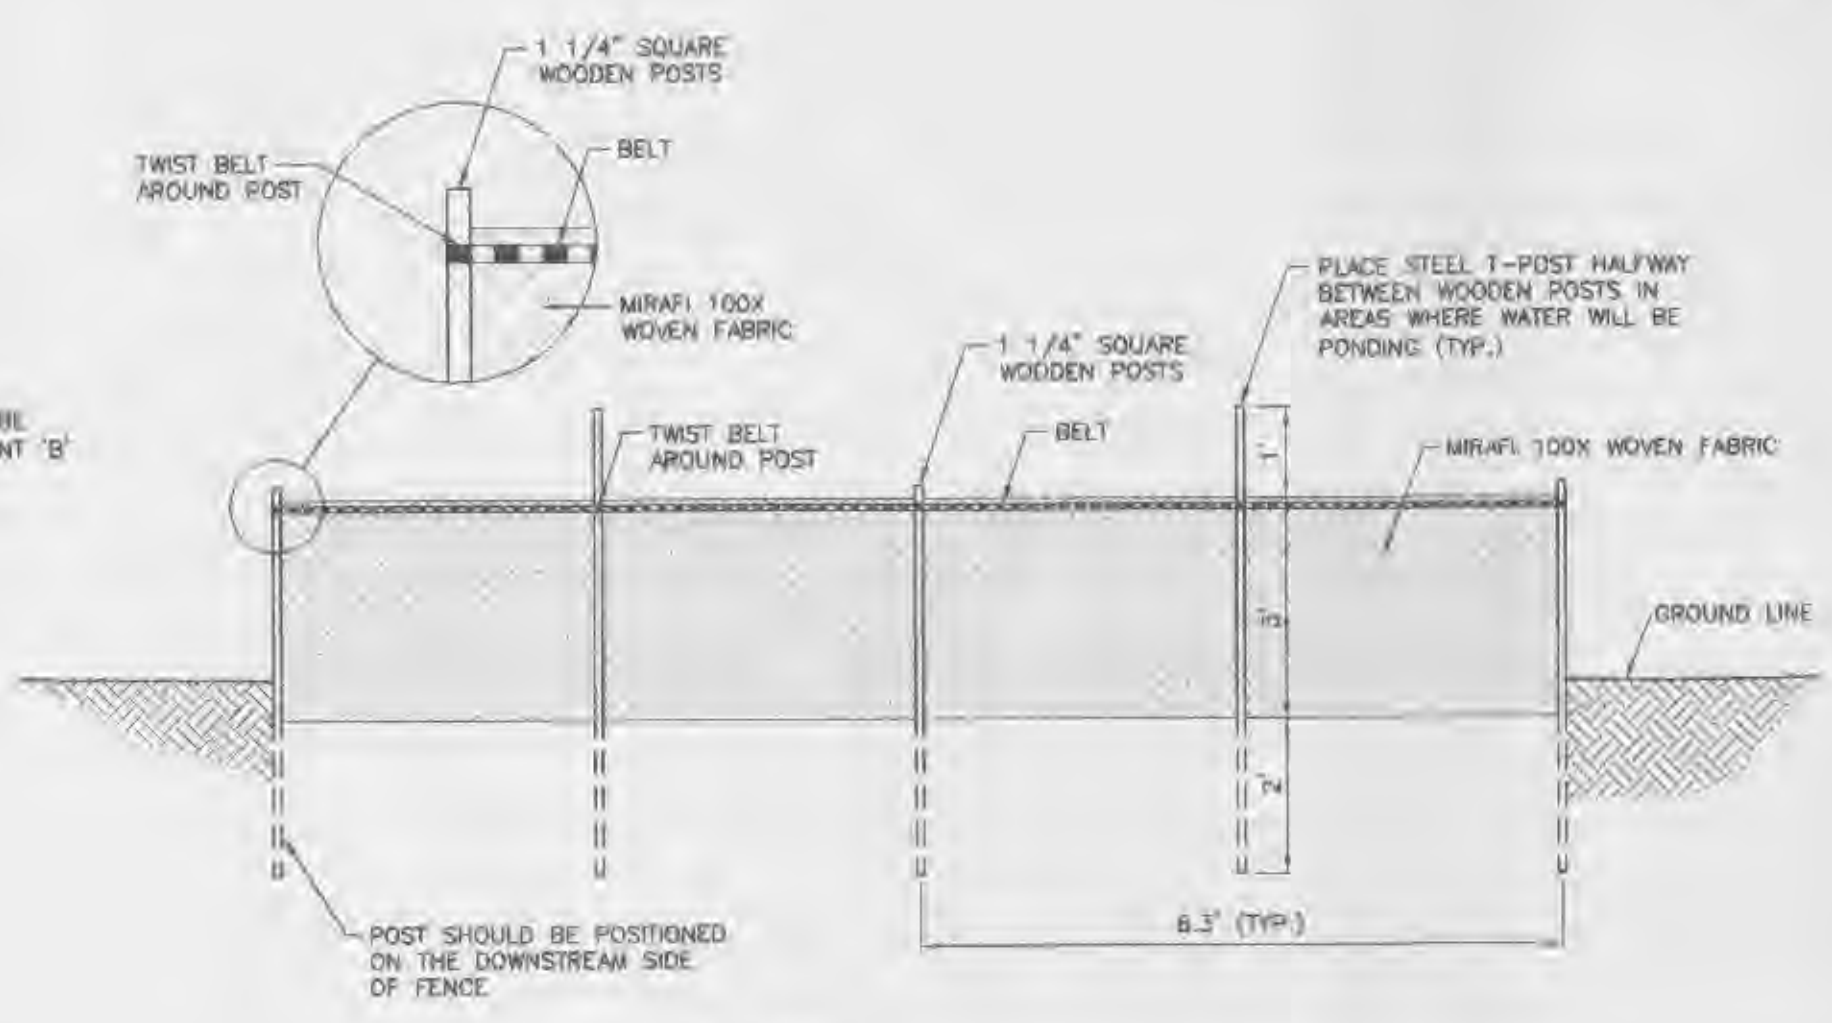 1 1/4" SQUARE
WOODEN POSTS
TWIST BELT
AROUND POST
BELT
MIRAFI 100X
WOVEN FABRIC
PLACE STEEL T-POST HALFWAY
BETWEEN WOODEN POSTS IN
AREAS WHERE WATER WILL BE
PONDING (TYP.)
1 1/4" SQUARE
WOODEN POSTS
NT 'B'
TWIST BELT
AROUND POST
BELT
1'
MIRAFI 100X WOVEN FABRIC
3'
GROUND LINE
2'
POST SHOULD BE POSITIONED
ON THE DOWNSTREAM SIDE
OF FENCE
(TYP.)